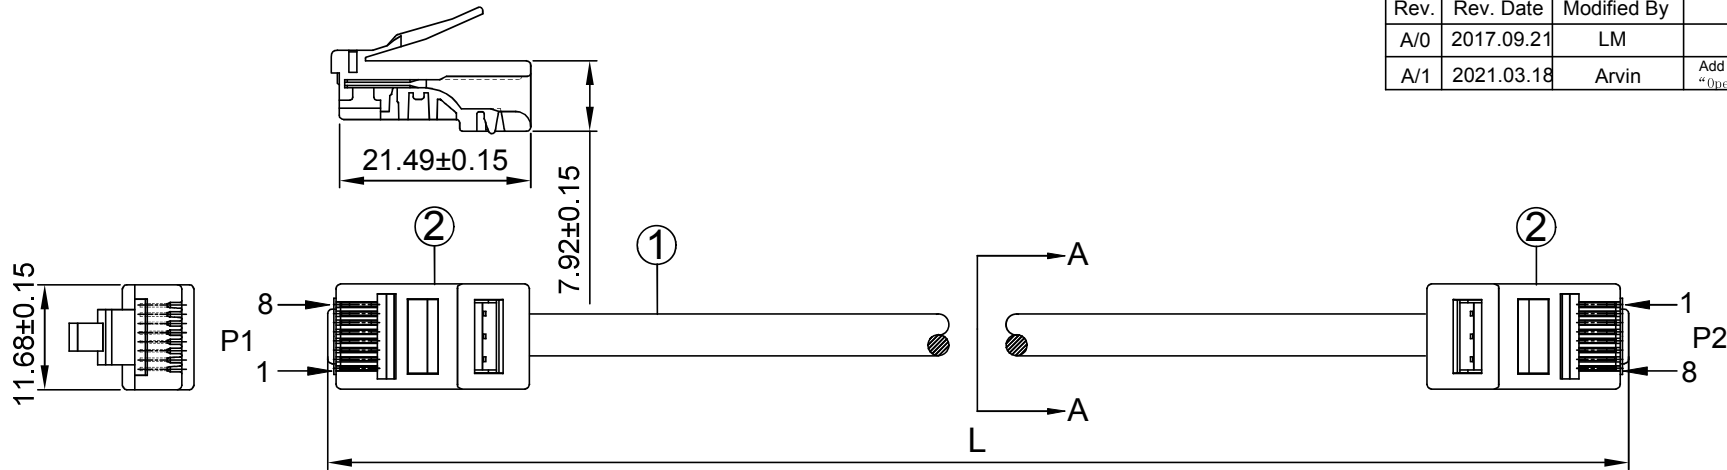 Rev. Rev. Date Modified By
A/0 2017.09.21 LM
A/1 2021.03.18 Arvin Add
21.49±0.15
7.92±0.15
11.68±0.15
2
1
A
2
8
P1
1
1
P2
8
A
L